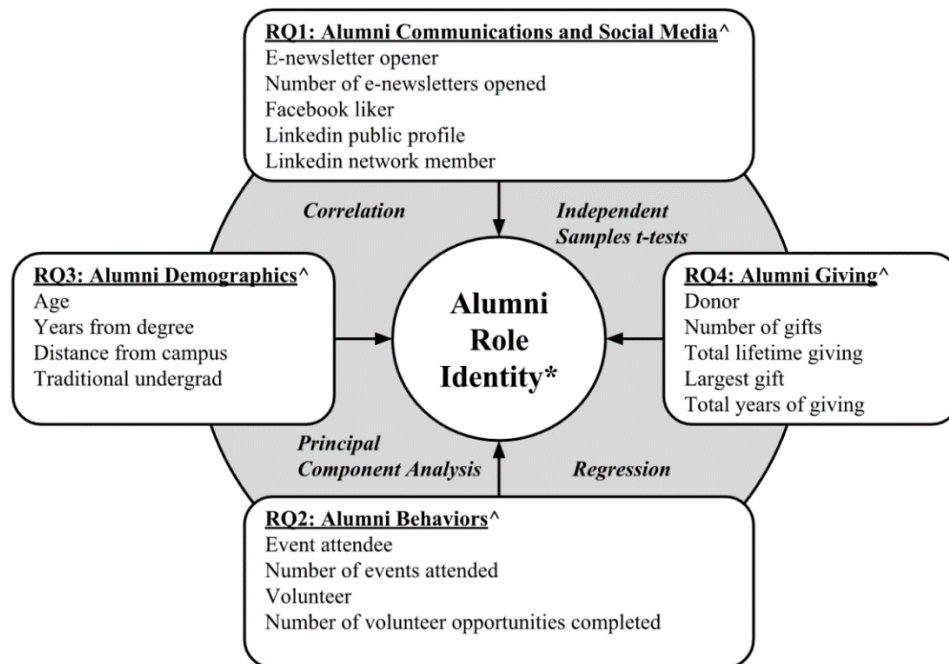 RQ1: Alumni Communications and Social Media^
E-newsletter opener
Number of e-newsletters opened
Facebook liker
Linkedin public profile
Linkedin network member
Correlation
Independent
Samples t-tests
RQ3: Alumni Demographics^
Age
Years from degree
Distance from campus
Traditional undergrad
Alumni
Role
Identity*
RQ4: Alumni Giving^
Donor
Number of gifts
Total lifetime giving
Largest gift
Total years of giving
Principal
Component Analysis
Regression
RQ2: Alumni Behaviors^
Event attendee
Number of events attended
Volunteer
Number of volunteer opportunities completed